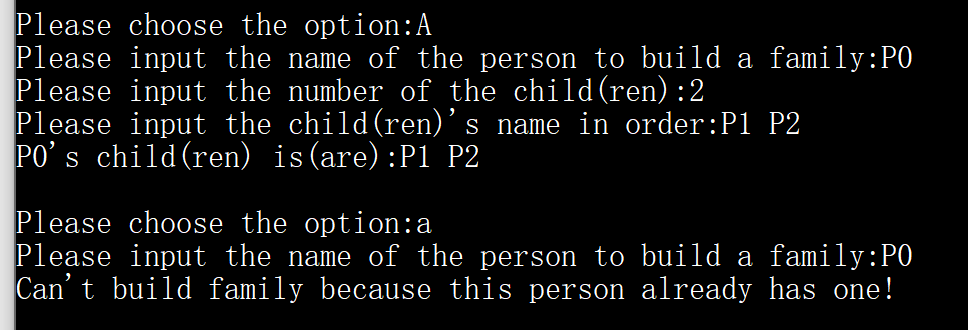 Please choose the option:A
Please input the name of the person to build a family:P0
Please input the number of the child(ren):2
Please input the child(ren)'s name in order:P1 P2
P0's child(ren) is(are):P1 P2
Please choose the option:a
Please input the name of the person to build a family:P0
Can't build family because this person already has one!